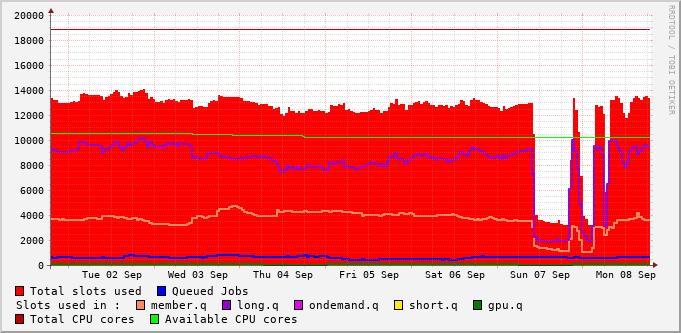 20000
18000
16000
14000
12000
10000
8000
6000
4000
2000
0
Tue 02 Sep Wed 03 Sep Thu 04 Sep Fri 05 Sep Sat 06 Sep Sun 07 Sep Mon 08 Sep
Total slots used Queued Jobs
Slots used in : member.q long.q ondemand.q short.q gpu.q
Total CPU cores Available CPU cores
RRDTOOL / TOBI OETIKER